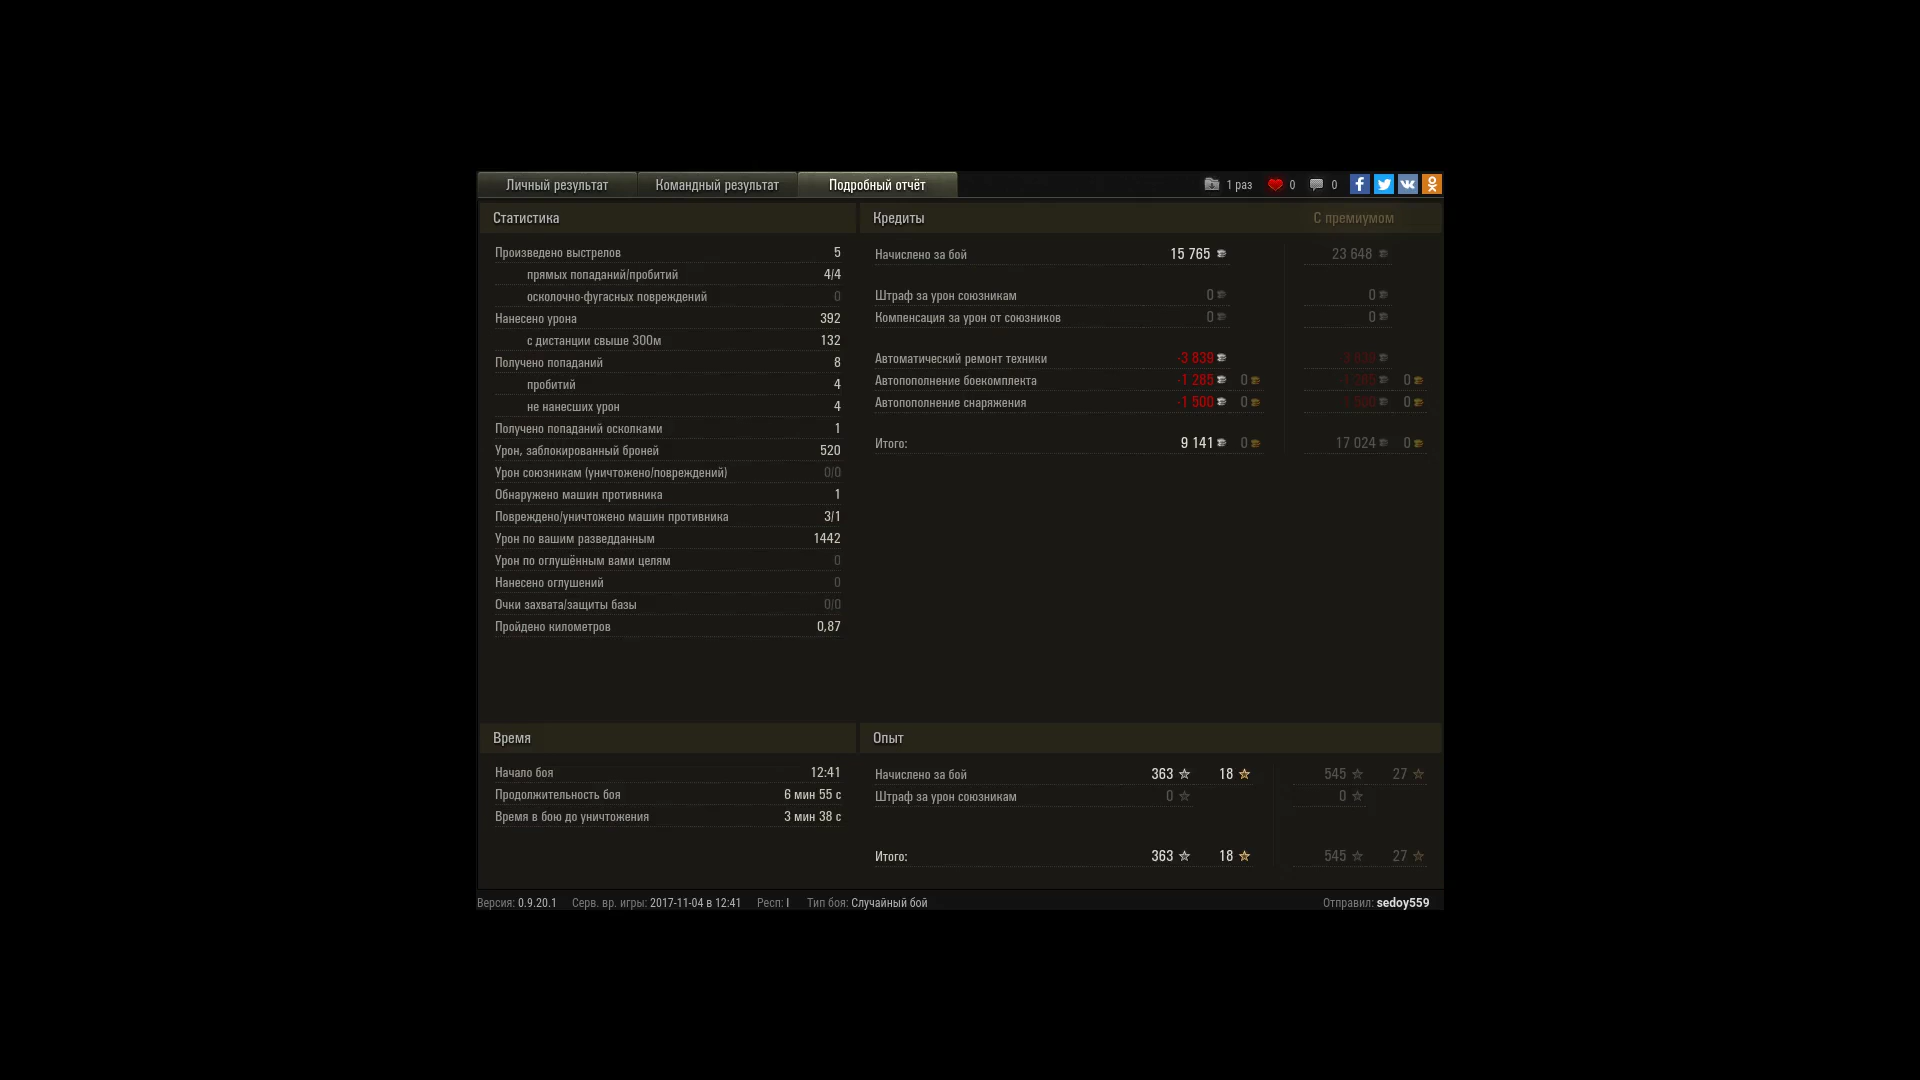 Личный результат Командный результат Подробный отчёт 1 раз 0 0
Статистика
Произведено выстрелов 5
прямых попаданий/пробитий 4/4
осколочно-фугасных повреждений 0
Нанесено урона 392
с дистанции свыше 300м 132
Получено попаданий 8
пробитий 4
не нанесших урон 4
Получено попаданий осколками 1
Урон, заблокированный броней 520
Урон союзникам (уничтожено/повреждений) 0/0
Обнаружено машин противника 1
Повреждено/уничтожено машин противника 3/1
Урон по вашим разведданным 1442
Урон по оглушённым вами целям 0
Нанесено оглушений 0
Очки захвата/защиты базы 0/0
Пройдено километров 0,87
Кредиты С премиумом
Начислено за бой 15 765 23 648
Штраф за урон союзникам 0 0
Компенсация за урон от союзников 0 0
Автоматический ремонт техники -3 839 -3 839
Автопополнение боекомплекта -1 285 0 -1 285 0
Автопополнение снаряжения -1 500 0 -1 500 0
Итого: 9 141 0 17 024 0
Время
Начало боя 12:41
Продолжительность боя 6 мин 55 с
Время в бою до уничтожения 3 мин 38 с
Опыт
Начислено за бой 363 18 545 27
Штраф за урон союзникам 0 0
Итого: 363 18 545 27
Версия: 0.9.20.1 Серв. вр. игры: 2017-11-04 в 12:41 Респ: I Тип боя: Случайный бой Отправил: sedoy559